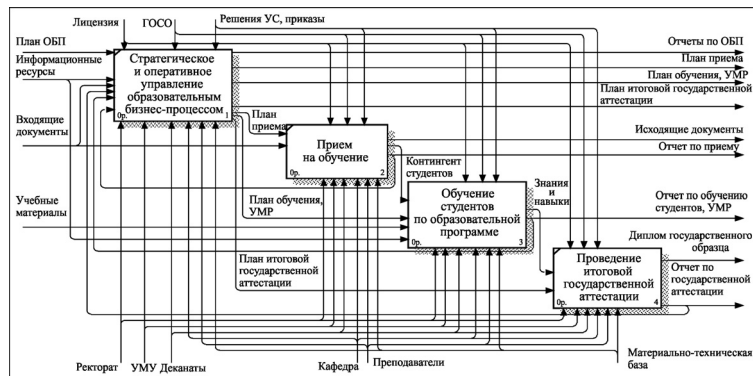 Лицензия
ГОСО
Решения УС, приказы
План ОБП
Информационные
ресурсы
Входящие
документы
Учебные
материалы
Стратегическое
и оперативное
управление
образовательным
бизнес-процессом
0р.
1
План
приема
Прием
на обучение
0р.
2
Контингент
студентов
План обучения,
УМР
Обучение
студентов
по образовательной
программе
0р.
3
Знания
и
навыки
План итоговой
государственной
аттестации
Проведение
итоговой
государственной
аттестации
0р.
4
Отчеты по ОБП
План приема
План обучения, УМР
План итоговой государственной
аттестации
Исходящие документы
Отчет по приему
Отчет по обучению
студентов, УМР
Диплом государственного
образца
Отчет по
государственной
аттестации
Ректорат
УМУ
Деканаты
Кафедра
Преподаватели
Материально-техническая
база